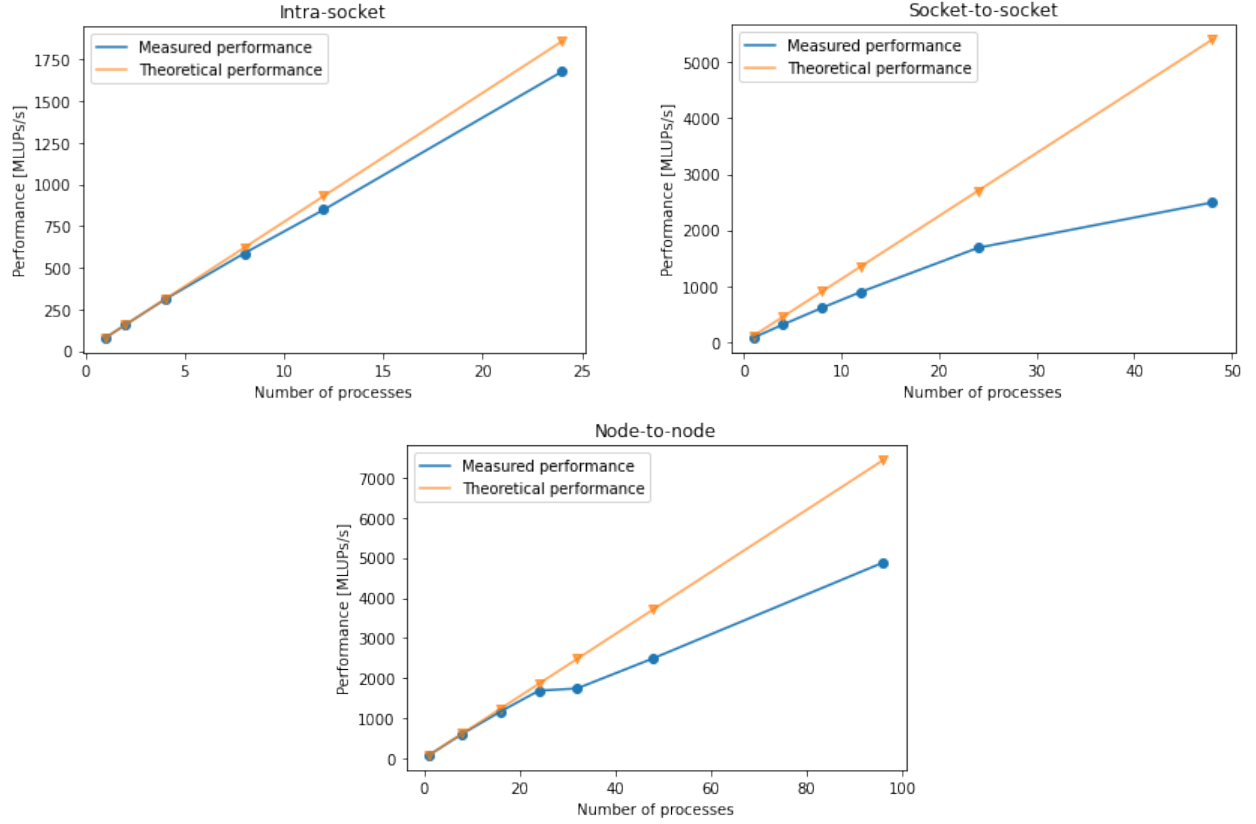 Intra-socket
Measured performance
Theoretical performance
1750
1500
1250
1000
750
500
250
0
Performance [MLUPs/s]
0 5 10 15 20 25
Number of processes
Socket-to-socket
Measured performance
Theoretical performance
5000
4000
3000
2000
1000
0
Performance [MLUPs/s]
0 10 20 30 40 50
Number of processes
Node-to-node
Measured performance
Theoretical performance
7000
6000
5000
4000
3000
2000
1000
0
Performance [MLUPs/s]
0 20 40 60 80 100
Number of processes